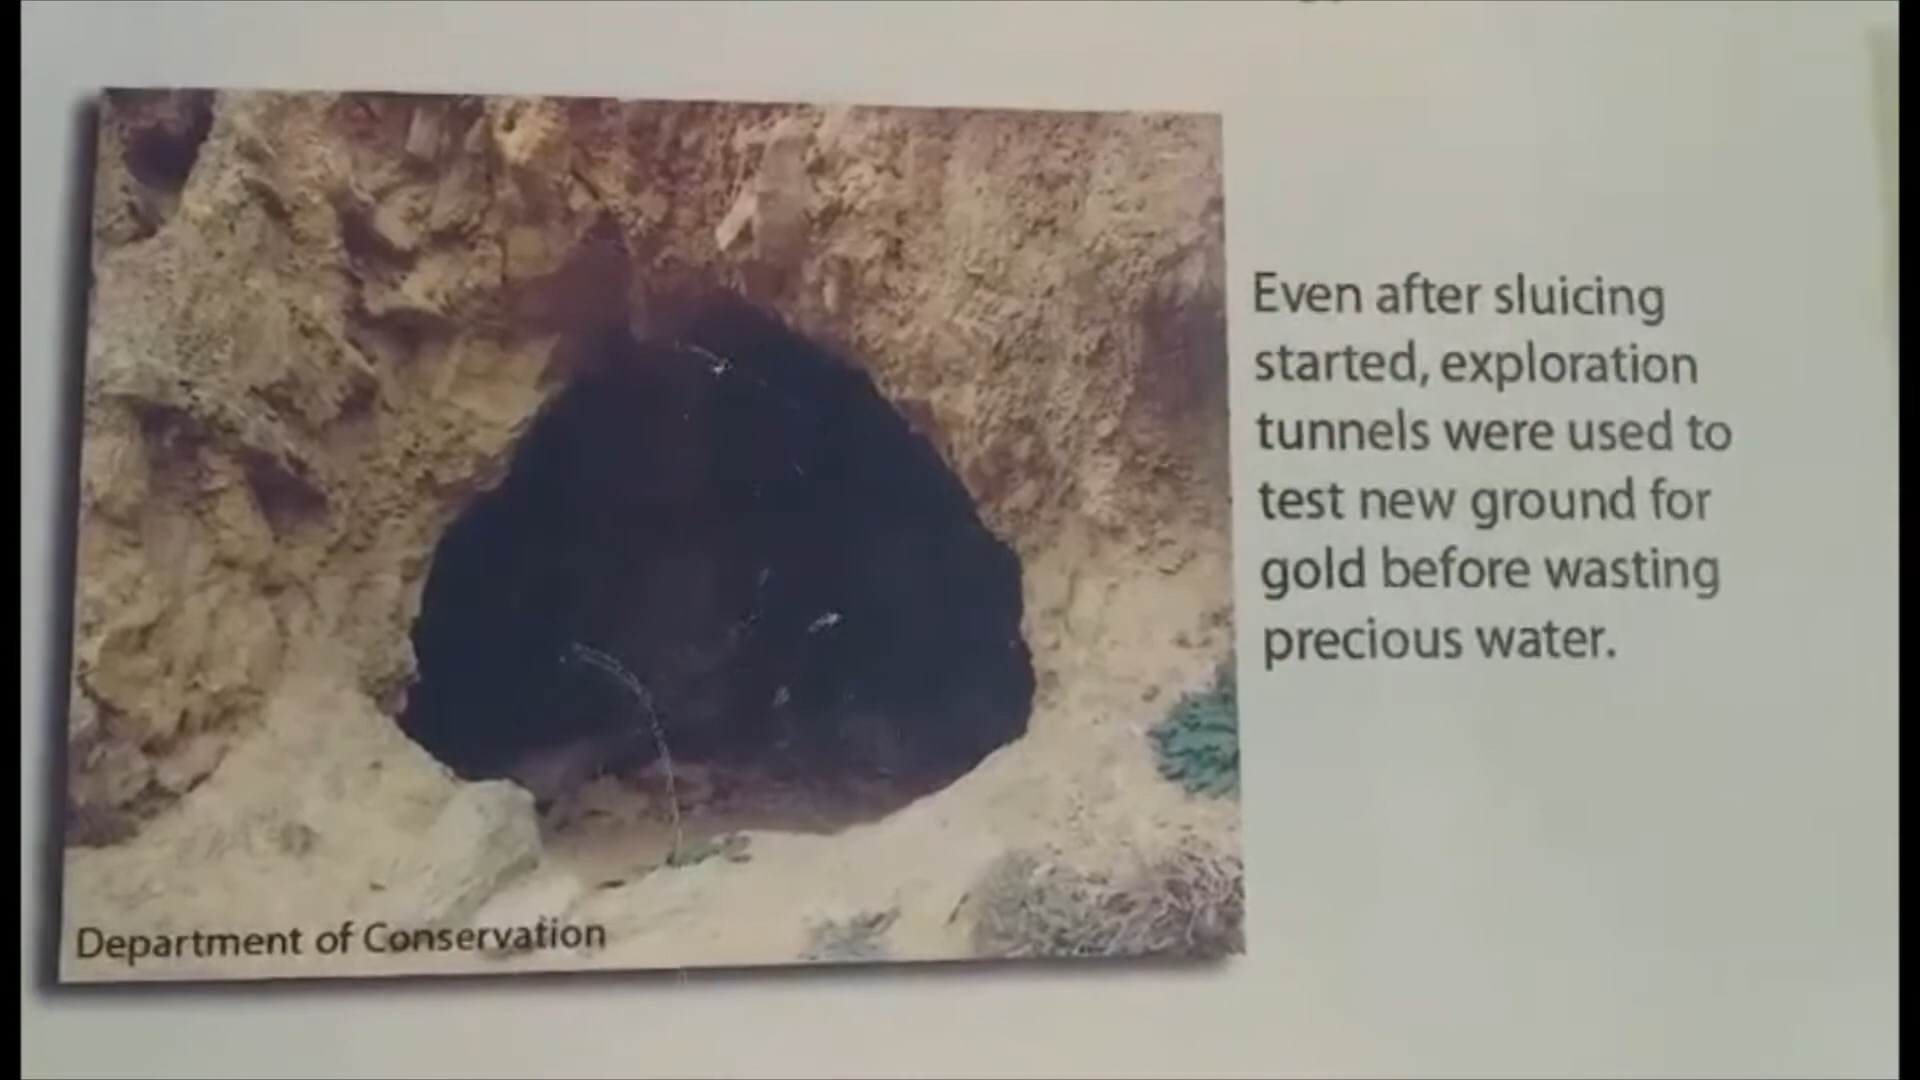 Even after sluicing
started, exploration
tunnels were used to
test new ground for
gold before wasting
precious water.
Department of Conservation